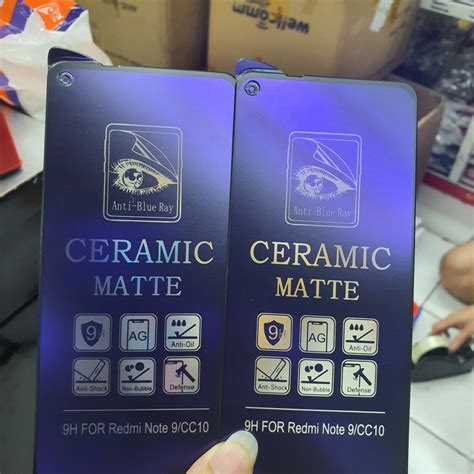 wellcomm
Anti-Blue Ray
CERAMIC
MATTE
9H
AG
Anti-Oil
Anti-Shock
Non-Bubble
Defense
9H FOR Redmi Note 9/CC10
Anti-Blue Ray
CERAMIC
MATTE
9H
AG
Anti-Oil
Anti-Shock
Non-Bubble
Defense
9H FOR Redmi Note 9/CC10